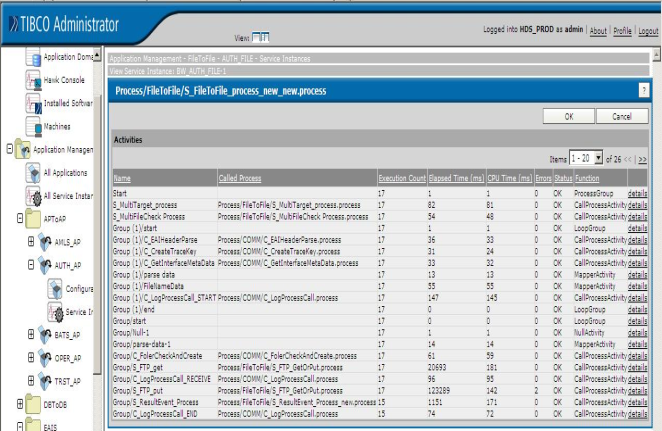 TIBCO Administrator
View:
Logged into HDS_PROD as admin | About | Profile | Logout
Application Doma
Hawk Console
Installed Softwar
Machines
Application Managen
All Applications
All Service Instar
APToAP
AMLS_AP
AUTH_AP
Configura
Service In
BATS_AP
OPER_AP
TRST_AP
DBToDB
EAIS
Application Management - FileToFile - AUTH_FILE - Service Instances
View Service Instance: BW_AUTH_FILE-1
Process/FileToFile/S_FileToFile_process_new_new.process
?
OK Cancel
Activities
Items 1 - 20 of 26 << | >>
Name Called Process Execution Count Elapsed Time (ms) CPU Time (ms) Errors Status Function
Start 17 1 1 0 OK ProcessGroup details
S_MultiTarget_process Process/FileToFile/S_MultiTarget_process.process 17 82 81 0 OK CallProcessActivity details
S_MultiFileCheck Process Process/FileToFile/S_MultiFileCheck Process.process 17 54 48 0 OK CallProcessActivity details
Group (1)/start 17 1 1 0 OK LoopGroup details
Group (1)/C_EAIHeaderParse Process/COMM/C_EAIHeaderParse.process 17 36 33 0 OK CallProcessActivity details
Group (1)/C_CreateTraceKey Process/COMM/C_CreateTraceKey.process 17 31 24 0 OK CallProcessActivity details
Group (1)/C_GetInterfaceMetaData Process/COMM/C_GetInterfaceMetaData.process 17 33 32 0 OK CallProcessActivity details
Group (1)/parse data 17 13 13 0 OK MapperActivity details
Group (1)/FileNameData 17 55 55 0 OK MapperActivity details
Group (1)/C_LogProcessCall_START Process/COMM/C_LogProcessCall.process 17 147 145 0 OK CallProcessActivity details
Group (1)/end 17 0 0 0 OK LoopGroup details
Group/start 17 0 0 0 OK LoopGroup details
Group/Null-1 17 1 1 0 OK NullActivity details
Group/parse-data-1 17 14 14 0 OK MapperActivity details
Group/C_FolerCheckAndCreate Process/COMM/C_FolerCheckAndCreate.process 17 61 59 0 OK CallProcessActivity details
Group/S_FTP_get Process/FileToFile/S_FTP_GetOrPut.process 17 20693 181 0 OK CallProcessActivity details
Group/C_LogProcessCall_RECEIVE Process/COMM/C_LogProcessCall.process 17 96 95 0 OK CallProcessActivity details
Group/S_FTP_put Process/FileToFile/S_FTP_GetOrPut.process 17 123289 142 2 OK CallProcessActivity details
Group/S_ResultEvent_Process Process/FileToFile/S_ResultEvent_Process_new.process 15 1151 171 0 OK CallProcessActivity details
Group/C_LogProcessCall_END Process/COMM/C_LogProcessCall.process 15 74 72 0 OK CallProcessActivity details